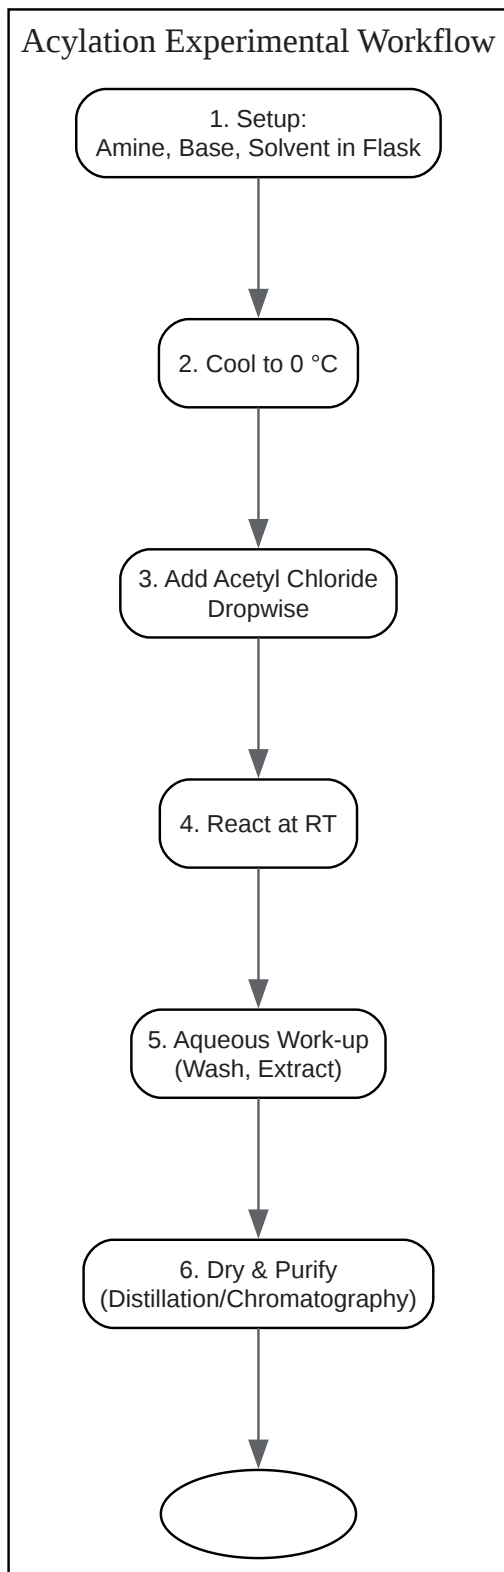 Acylation Experimental Workflow
1. Setup:
Amine, Base, Solvent in Flask
2. Cool to 0 °C
3. Add Acetyl Chloride
Dropwise
4. React at RT
5. Aqueous Work-up
(Wash, Extract)
6. Dry & Purify
(Distillation/Chromatography)